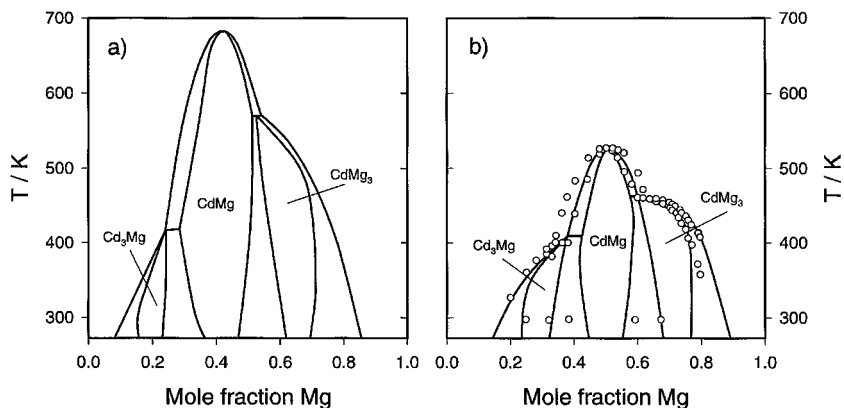 700
600
500
400
300
T / K
a)
CdMg
CdMg3
Cd3Mg
0.0 0.2 0.4 0.6 0.8 1.0
Mole fraction Mg
b)
CdMg3
Cd3Mg
CdMg
0.0 0.2 0.4 0.6 0.8 1.0
Mole fraction Mg
700
600
500
400
300
T / K